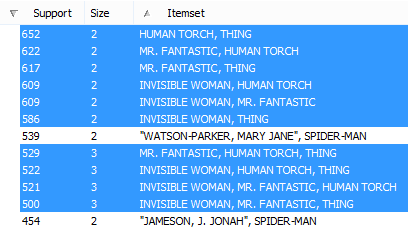 Support Size Itemset
652 2 HUMAN TORCH, THING
622 2 MR. FANTASTIC, HUMAN TORCH
617 2 MR. FANTASTIC, THING
609 2 INVISIBLE WOMAN, HUMAN TORCH
609 2 INVISIBLE WOMAN, MR. FANTASTIC
586 2 INVISIBLE WOMAN, THING
539 2 "WATSON-PARKER, MARY JANE", SPIDER-MAN
529 3 MR. FANTASTIC, HUMAN TORCH, THING
522 3 INVISIBLE WOMAN, HUMAN TORCH, THING
521 3 INVISIBLE WOMAN, MR. FANTASTIC, HUMAN TORCH
500 3 INVISIBLE WOMAN, MR. FANTASTIC, THING
454 2 "JAMESON, J. JONAH", SPIDER-MAN